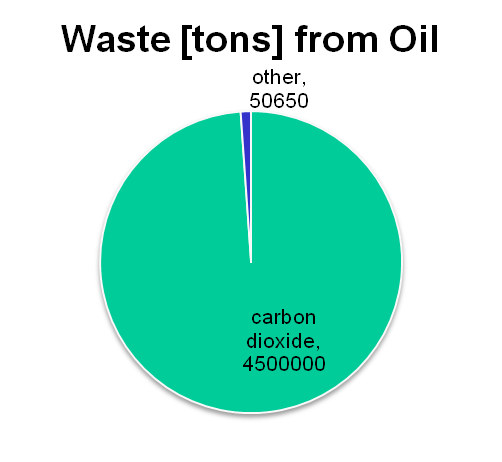 Waste [tons] from Oil
other,
50650
carbon
dioxide,
4500000